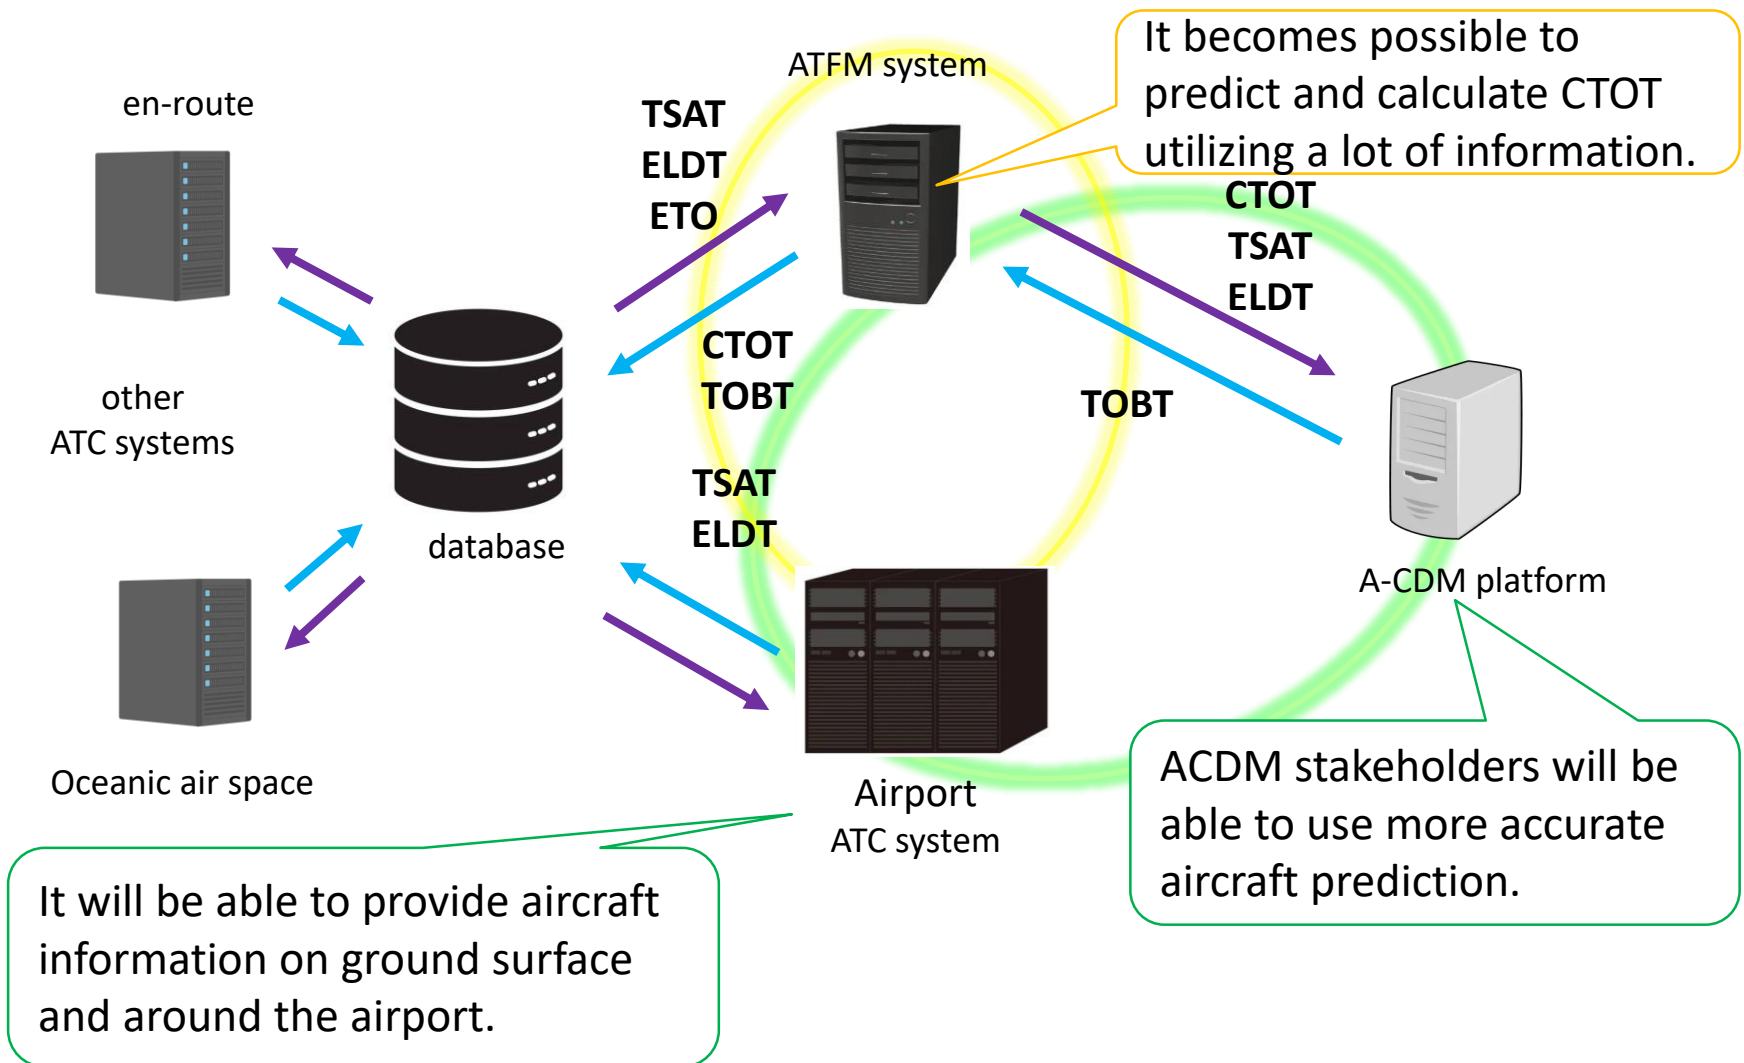 ATFM system
It becomes possible to
predict and calculate CTOT
utilizing a lot of information.
en-route
TSAT
ELDT
ETO
CTOT
TSAT
ELDT
CTOT
TOBT
TOBT
other
ATC systems
TSAT
ELDT
database
A-CDM platform
Oceanic air space
Airport
ATC system
ACDM stakeholders will be
able to use more accurate
aircraft prediction.
It will be able to provide aircraft
information on ground surface
and around the airport.